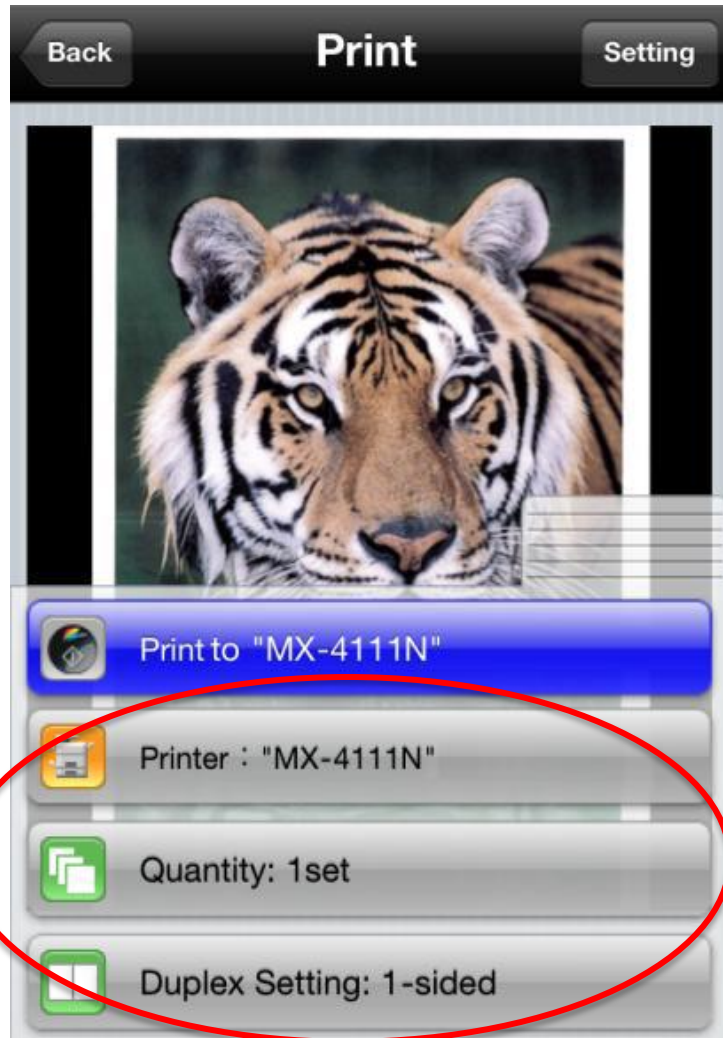 Back
Print
Setting
Print to "MX-4111N"
Printer : "MX-4111N"
Quantity: 1set
Duplex Setting: 1-sided